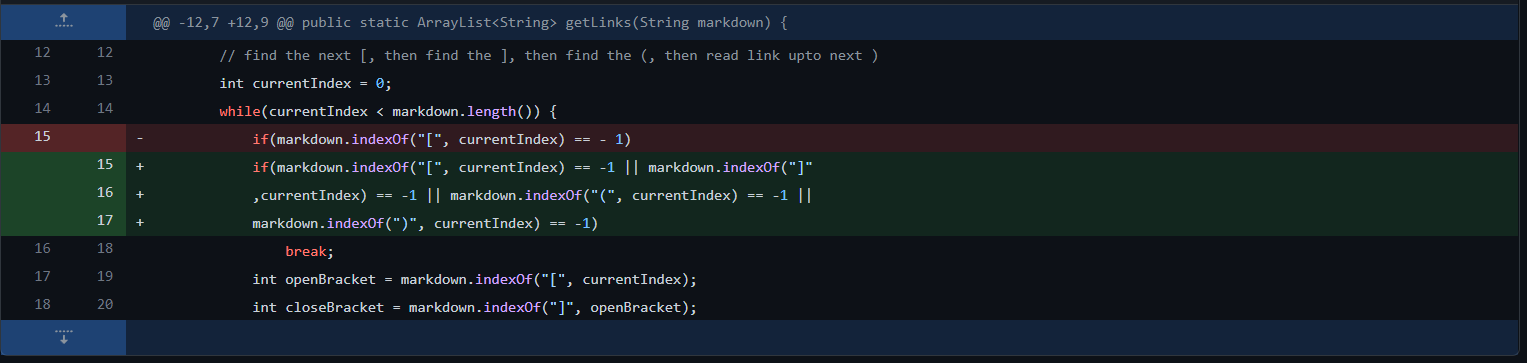 @@ -12,7 +12,9 @@ public static ArrayList<String> getLinks(String markdown) {
12 12 // find the next [, then find the ], then find the (, then read link upto next )
13 13 int currentIndex = 0;
14 14 while(currentIndex < markdown.length()) {
15 - if(markdown.indexOf("[", currentIndex) == - 1)
15 + if(markdown.indexOf("[", currentIndex) == -1 || markdown.indexOf("]"
16 + ,currentIndex) == -1 || markdown.indexOf("(", currentIndex) == -1 ||
17 + markdown.indexOf(")", currentIndex) == -1)
16 18 break;
17 19 int openBracket = markdown.indexOf("[", currentIndex);
18 20 int closeBracket = markdown.indexOf("]", openBracket);